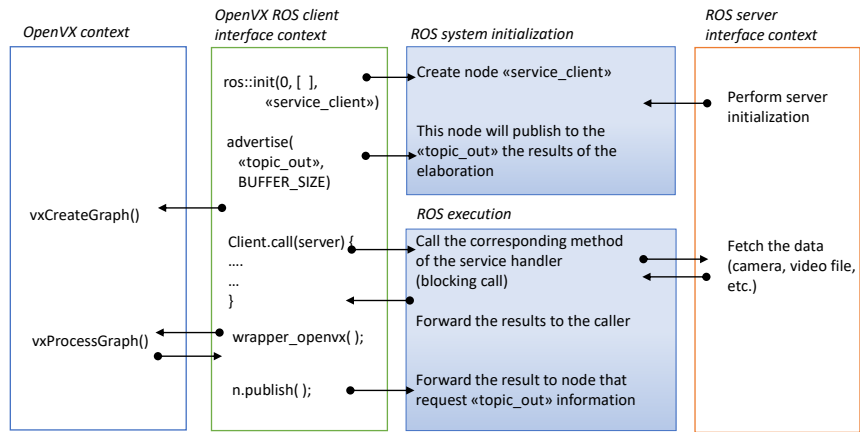 OpenVX context
OpenVX ROS client
interface context
ROS system initialization
ROS server
interface context
ros::init(0, [ ],
«service_client»)
Create node «service_client»
Perform server
initialization
advertise(
«topic_out»,
BUFFER_SIZE)
This node will publish to the
«topic_out» the results of the
elaboration
vxCreateGraph()
ROS execution
Client.call(server) {
....
...
}
Call the corresponding method
of the service handler
(blocking call)
Fetch the data
(camera, video file,
etc.)
Forward the results to the caller
vxProcessGraph()
wrapper_openvx( );
n.publish( );
Forward the result to node that
request «topic_out» information